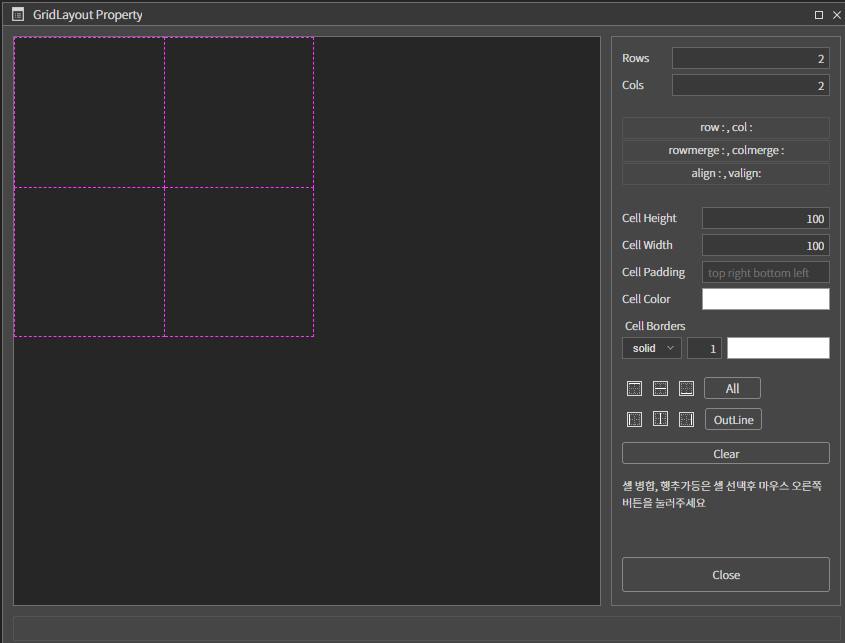 GridLayout Property
Rows 2
Cols 2
row : , col :
rowmerge : , colmerge :
align : , valign:
Cell Height 100
Cell Width 100
Cell Padding top right bottom left
Cell Color
Cell Borders
solid 1
All
OutLine
Clear
셀 병합, 행추가등은 셀 선택후 마우스 오른쪽
버튼을 눌러주세요
Close